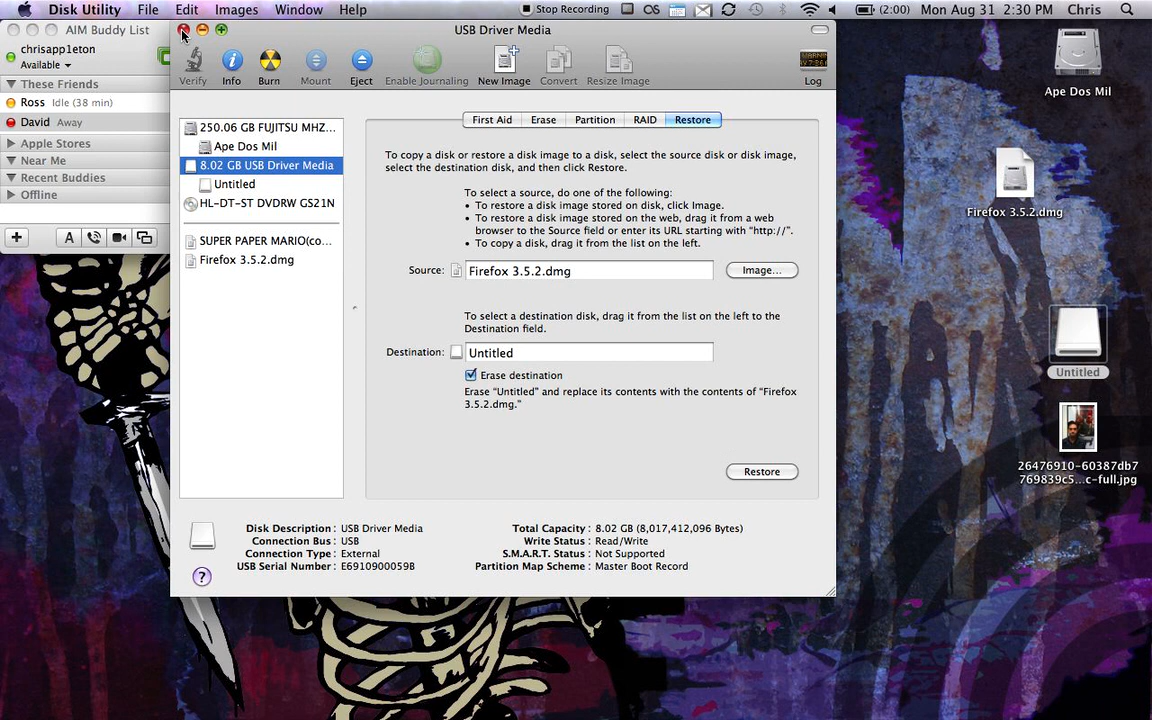 Disk Utility File Edit Images Window Help Stop Recording OS (2:00) Mon Aug 31 2:30 PM Chris
AIM Buddy List
chrisapp1eton
Available
These Friends
Ross Idle (38 min)
David Away
Apple Stores
Near Me
Recent Buddies
Offline
A
USB Driver Media
Verify Info Burn Mount Eject Enable Journaling New Image Convert Resize Image Log
250.06 GB FUJITSU MHZ...
Ape Dos Mil
8.02 GB USB Driver Media
Untitled
HL-DT-ST DVDRW GS21N
SUPER PAPER MARIO(co...
Firefox 3.5.2.dmg
First Aid Erase Partition RAID Restore
To copy a disk or restore a disk image to a disk, select the source disk or disk image,
select the destination disk, and then click Restore.
To select a source, do one of the following:
• To restore a disk image stored on disk, click Image.
• To restore a disk image stored on the web, drag it from a web
browser to the Source field or enter its URL starting with “http://”.
• To copy a disk, drag it from the list on the left.
Source: Firefox 3.5.2.dmg Image...
To select a destination disk, drag it from the list on the left to the
Destination field.
Destination: Untitled
Erase destination
Erase “Untitled” and replace its contents with the contents of “Firefox
3.5.2.dmg.”
Restore
Disk Description : USB Driver Media
Connection Bus : USB
Connection Type : External
USB Serial Number : E69109000598
Total Capacity : 8.02 GB (8,017,412,096 Bytes)
Write Status : Read/Write
S.M.A.R.T. Status : Not Supported
Partition Map Scheme : Master Boot Record
?
Ape Dos Mil
Firefox 3.5.2.dmg
Untitled
26476910-60387db7
769839c5...c-full.jpg